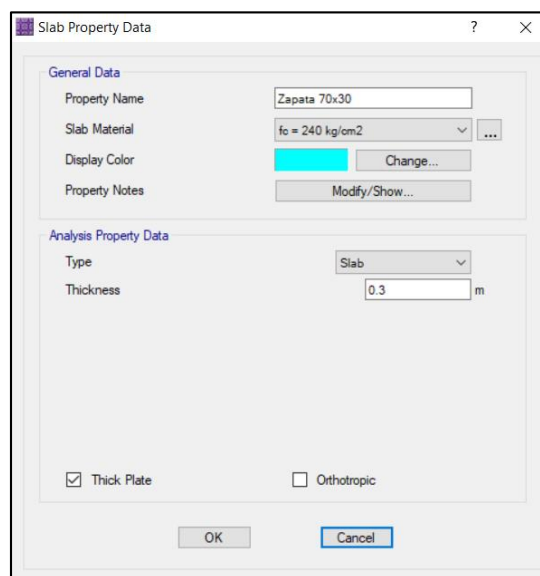 Slab Property Data ? ×
General Data
Property Name Zapata 70x30
Slab Material fc = 240 kg/cm2 ...
Display Color Change...
Property Notes Modify/Show...
Analysis Property Data
Type Slab
Thickness 0.3 m
Thick Plate Orthotropic
OK Cancel